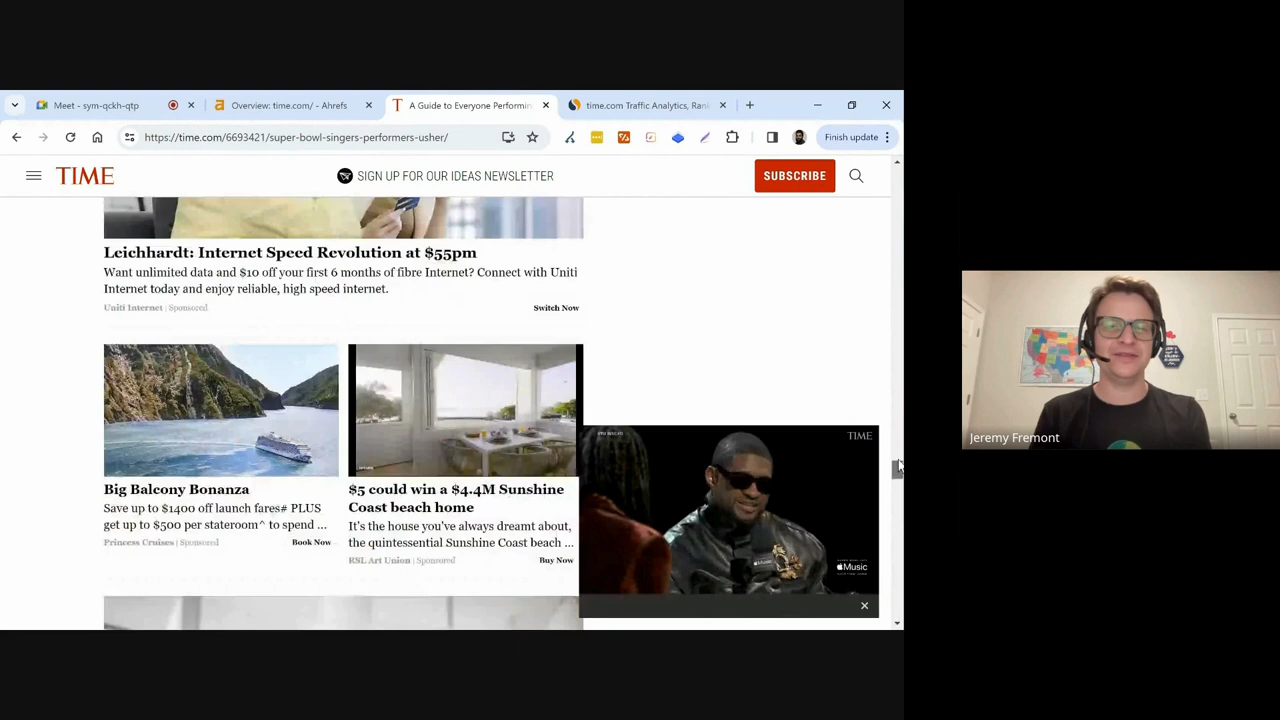 Meet - sym-qckh-qtp
Overview: time.com/ - Ahrefs
A Guide to Everyone Performin
time.com Traffic Analytics, Rank
https://time.com/6693421/super-bowl-singers-performers-usher/
Finish update
TIME
SIGN UP FOR OUR IDEAS NEWSLETTER
SUBSCRIBE
Leichhardt: Internet Speed Revolution at $55pm
Want unlimited data and $10 off your first 6 months of fibre Internet? Connect with Uniti
Internet today and enjoy reliable, high speed internet.
Uniti Internet | Sponsored
Switch Now
Big Balcony Bonanza
Save up to $1400 off launch fares# PLUS
get up to $500 per stateroom^ to spend ...
Princess Cruises | Sponsored
Book Now
$5 could win a $4.4M Sunshine
Coast beach home
It's the house you've always dreamt about,
the quintessential Sunshine Coast beach ...
RSL Art Union | Sponsored
Buy Now
TIME
Music
Jeremy Fremont